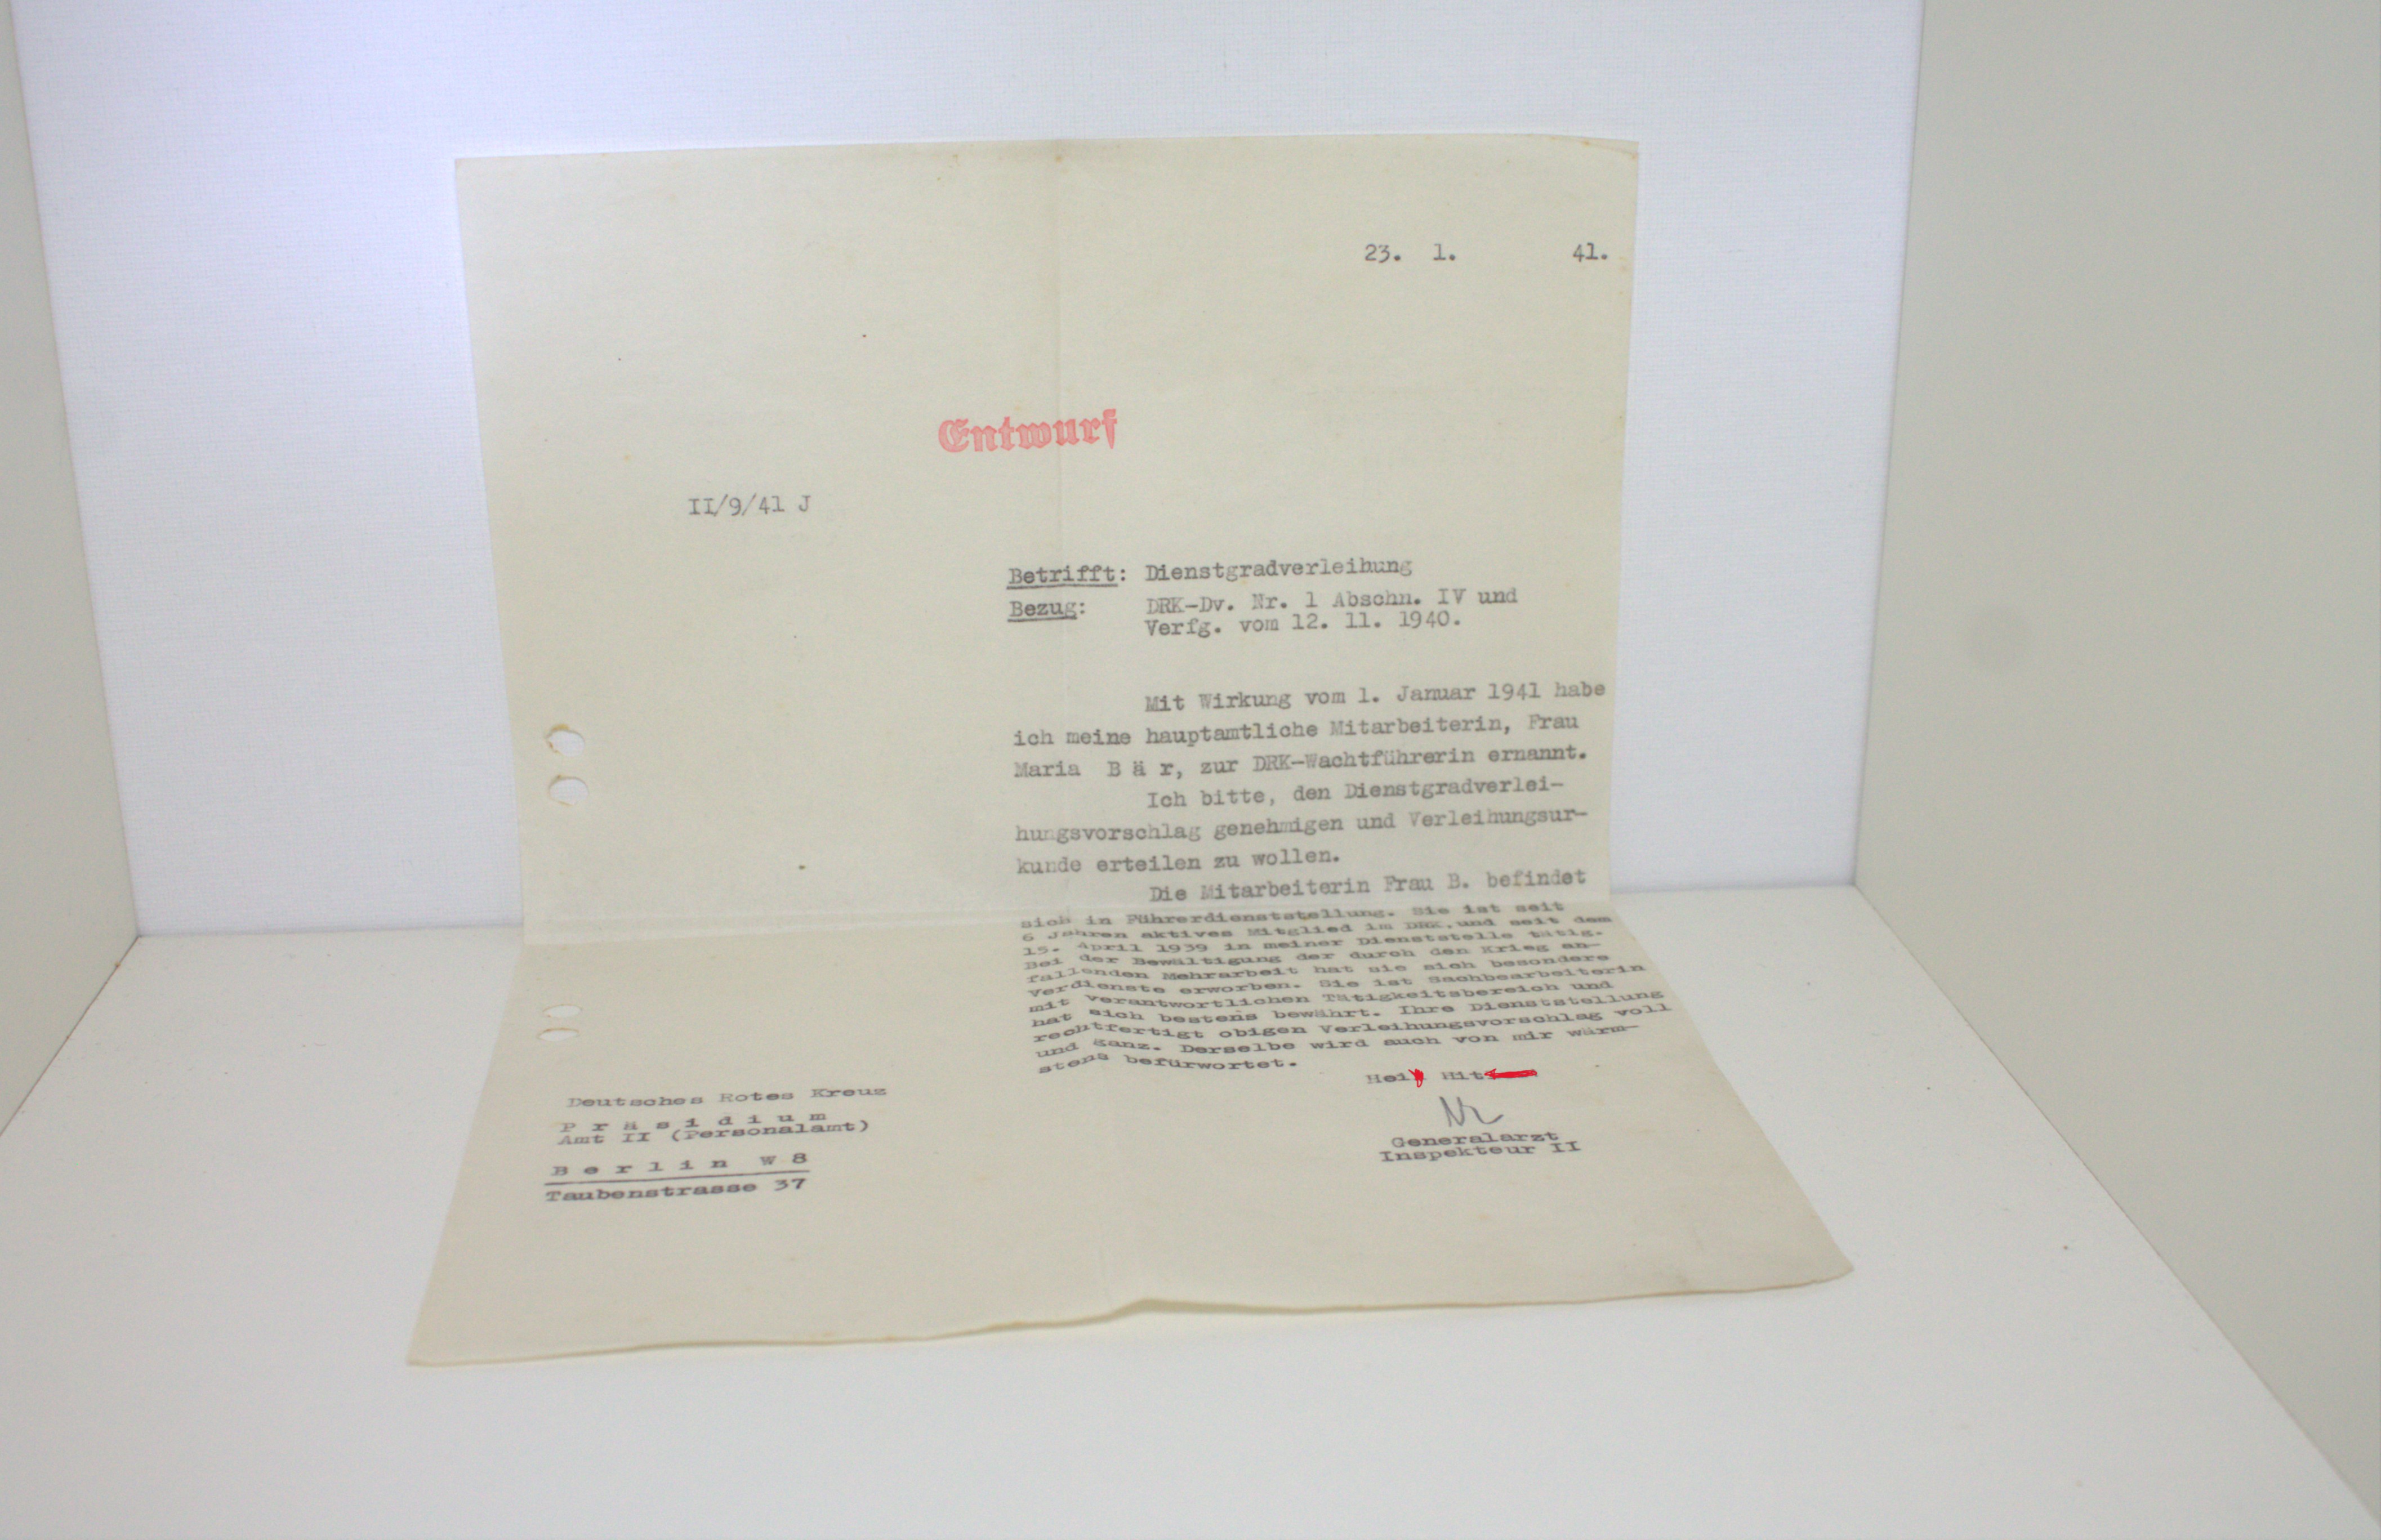 23. 1. 41.
Entwurf
II/9/41 J
Betrifft: Dienstgradverleihung
Bezug: DRK-Dv. Nr. 1 Abschn. IV und
Verfg. vom 12. 11. 1940.
Mit Wirkung vom 1. Januar 1941 habe
ich meine hauptamtliche Mitarbeiterin, Frau
Maria B ä r, zur DRK-Wachtführerin ernannt.
Ich bitte, den Dienstgradverlei-
hungsvorschlag genehmigen und Verleihungsur-
kunde erteilen zu wollen.
Die Mitarbeiterin Frau B. befindet
sich in Führerdienststellung. Sie ist seit
6 Jahren aktives Mitglied im DRK.und seit dem
15. April 1939 in meiner Dienststelle tätig.
Bei der Bewältigung der durch den Krieg an-
fallenden Mehrarbeit hat sie sich besondere
Verdienste erworben. Sie ist Sachbearbeiterin
mit verantwortlichen Tätigkeitsbereich und
hat sich bestens bewährt. Ihre Dienststellung
rechtfertigt obigen Verleihungsvorschlag voll
und ganz. Derselbe wird auch von mir wärm-
stens befürwortet.
Hei Hit
Generalarzt
Inspekteur II
Deutsches Rotes Kreuz
P r ä s i d i u m
Amt II (Personalamt)
B e r l i n W 8
Taubenstrasse 37